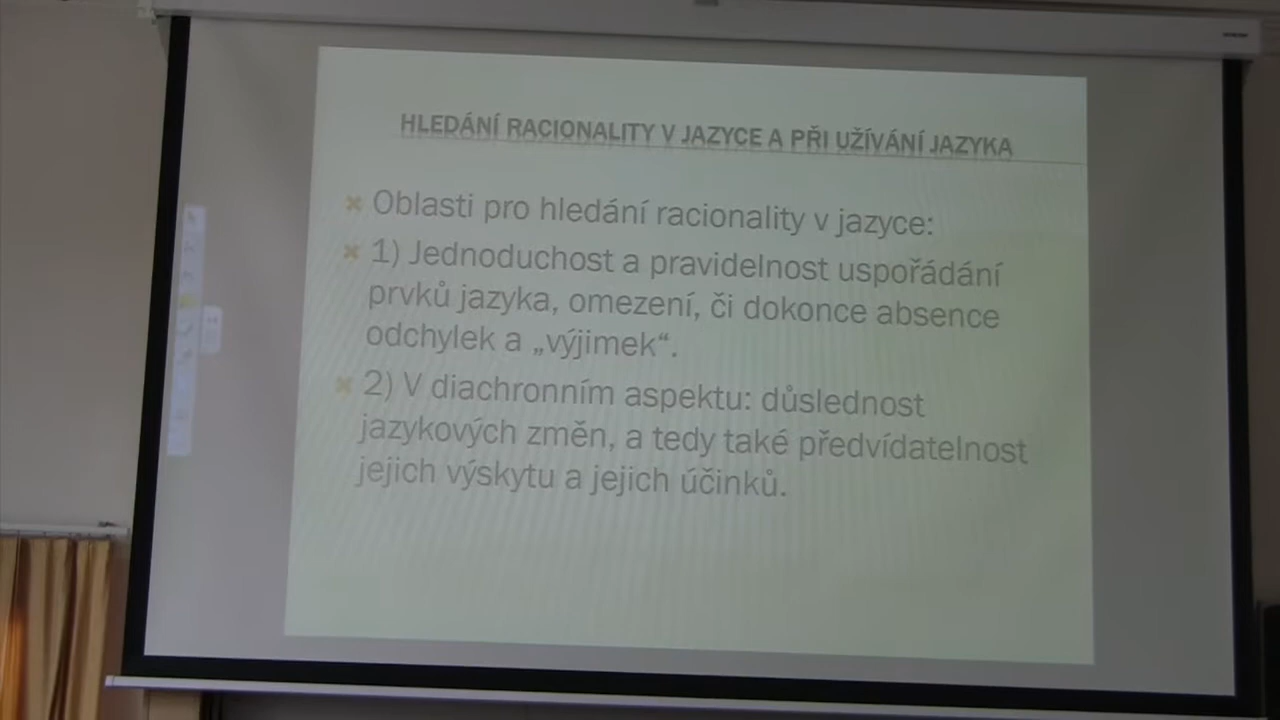 HLEDÁNÍ RACIONALITY V JAZYCE A PŘI UŽÍVÁNÍ JAZYKA
Oblasti pro hledání racionality v jazyce:
1) Jednoduchost a pravidelnost uspořádání
prvků jazyka, omezení, či dokonce absence
odchylek a „výjimek“.
2) V diachronním aspektu: důslednost
jazykových změn, a tedy také předvídatelnost
jejich výskytu a jejich účinků.